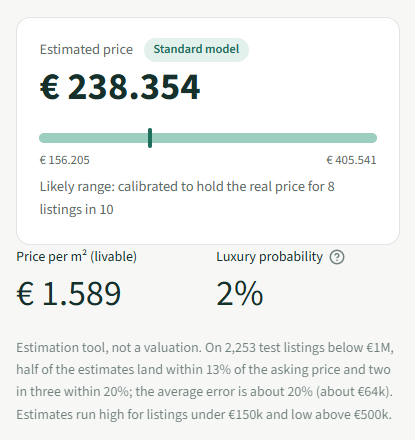 Estimated price Standard model
€ 238.354
€ 156.205 € 405.541
Likely range: calibrated to hold the real price for 8
listings in 10
Price per m² (livable) Luxury probability ?
€ 1.589 2%
Estimation tool, not a valuation. On 2,253 test listings below €1M,
half of the estimates land within 13% of the asking price and two
in three within 20%; the average error is about 20% (about €64k).
Estimates run high for listings under €150k and low above €500k.